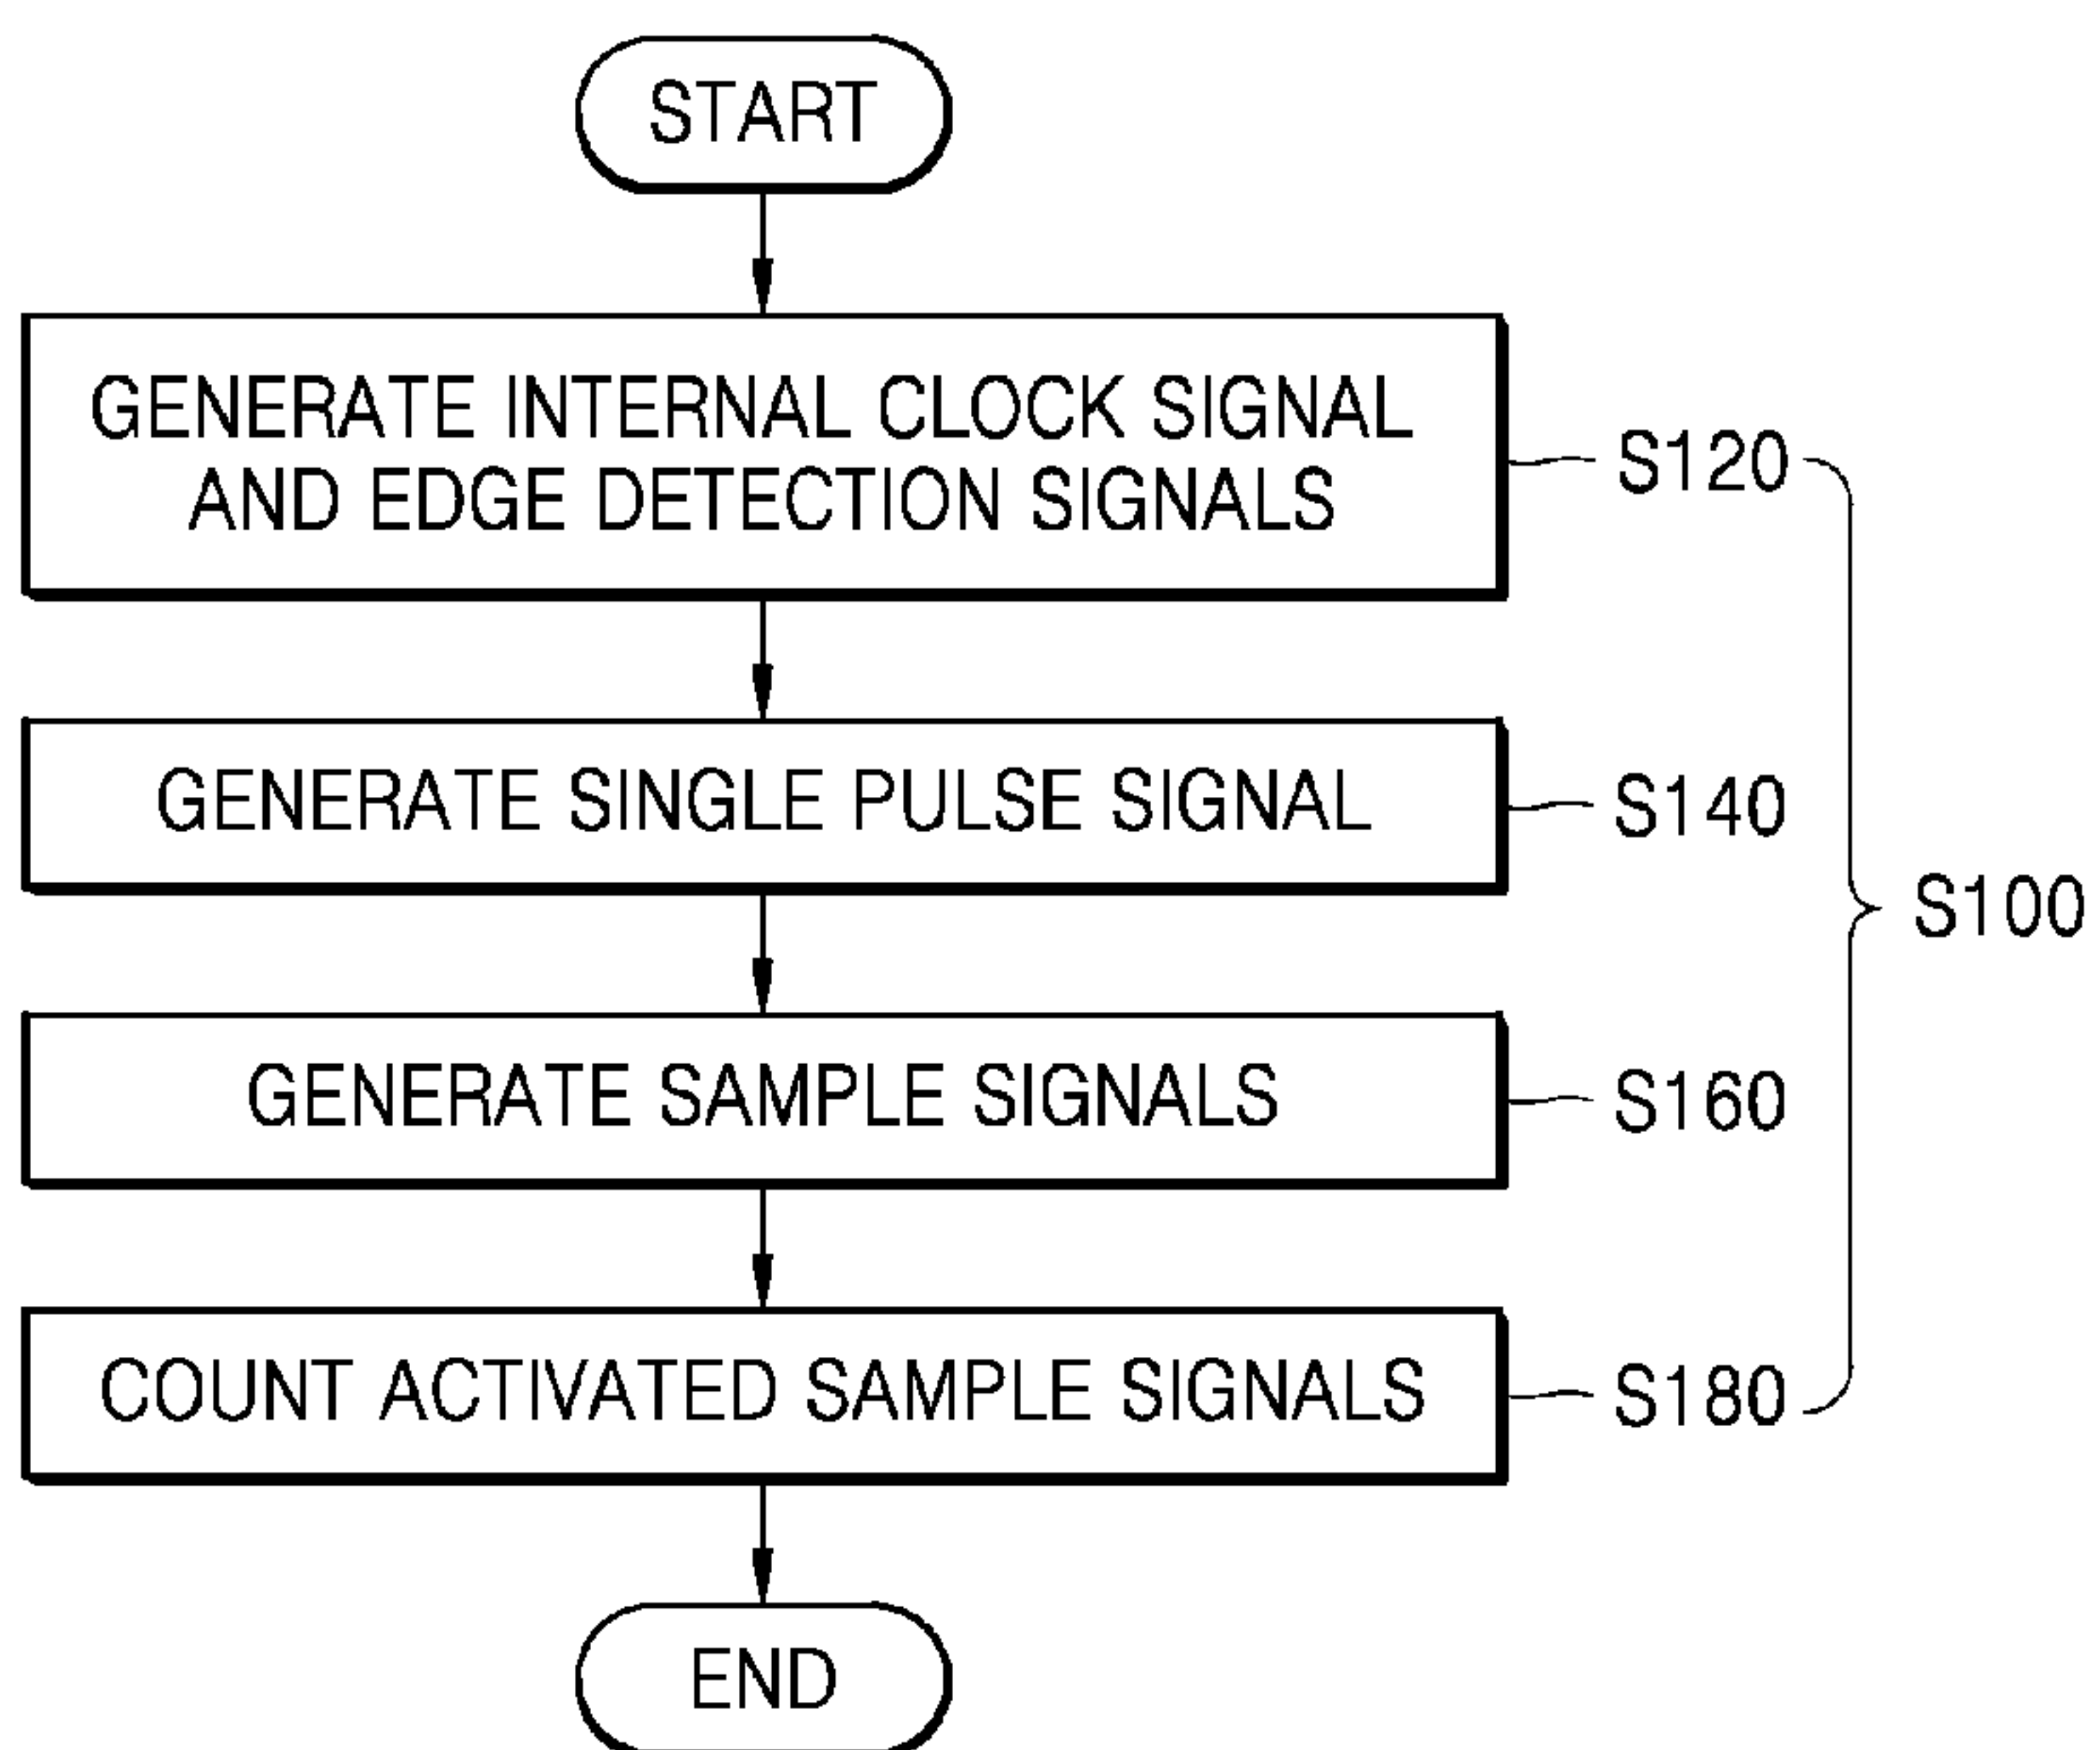 START
GENERATE INTERNAL CLOCK SIGNAL
AND EDGE DETECTION SIGNALS
S120
GENERATE SINGLE PULSE SIGNAL
S140
S100
GENERATE SAMPLE SIGNALS
S160
COUNT ACTIVATED SAMPLE SIGNALS
S180
END